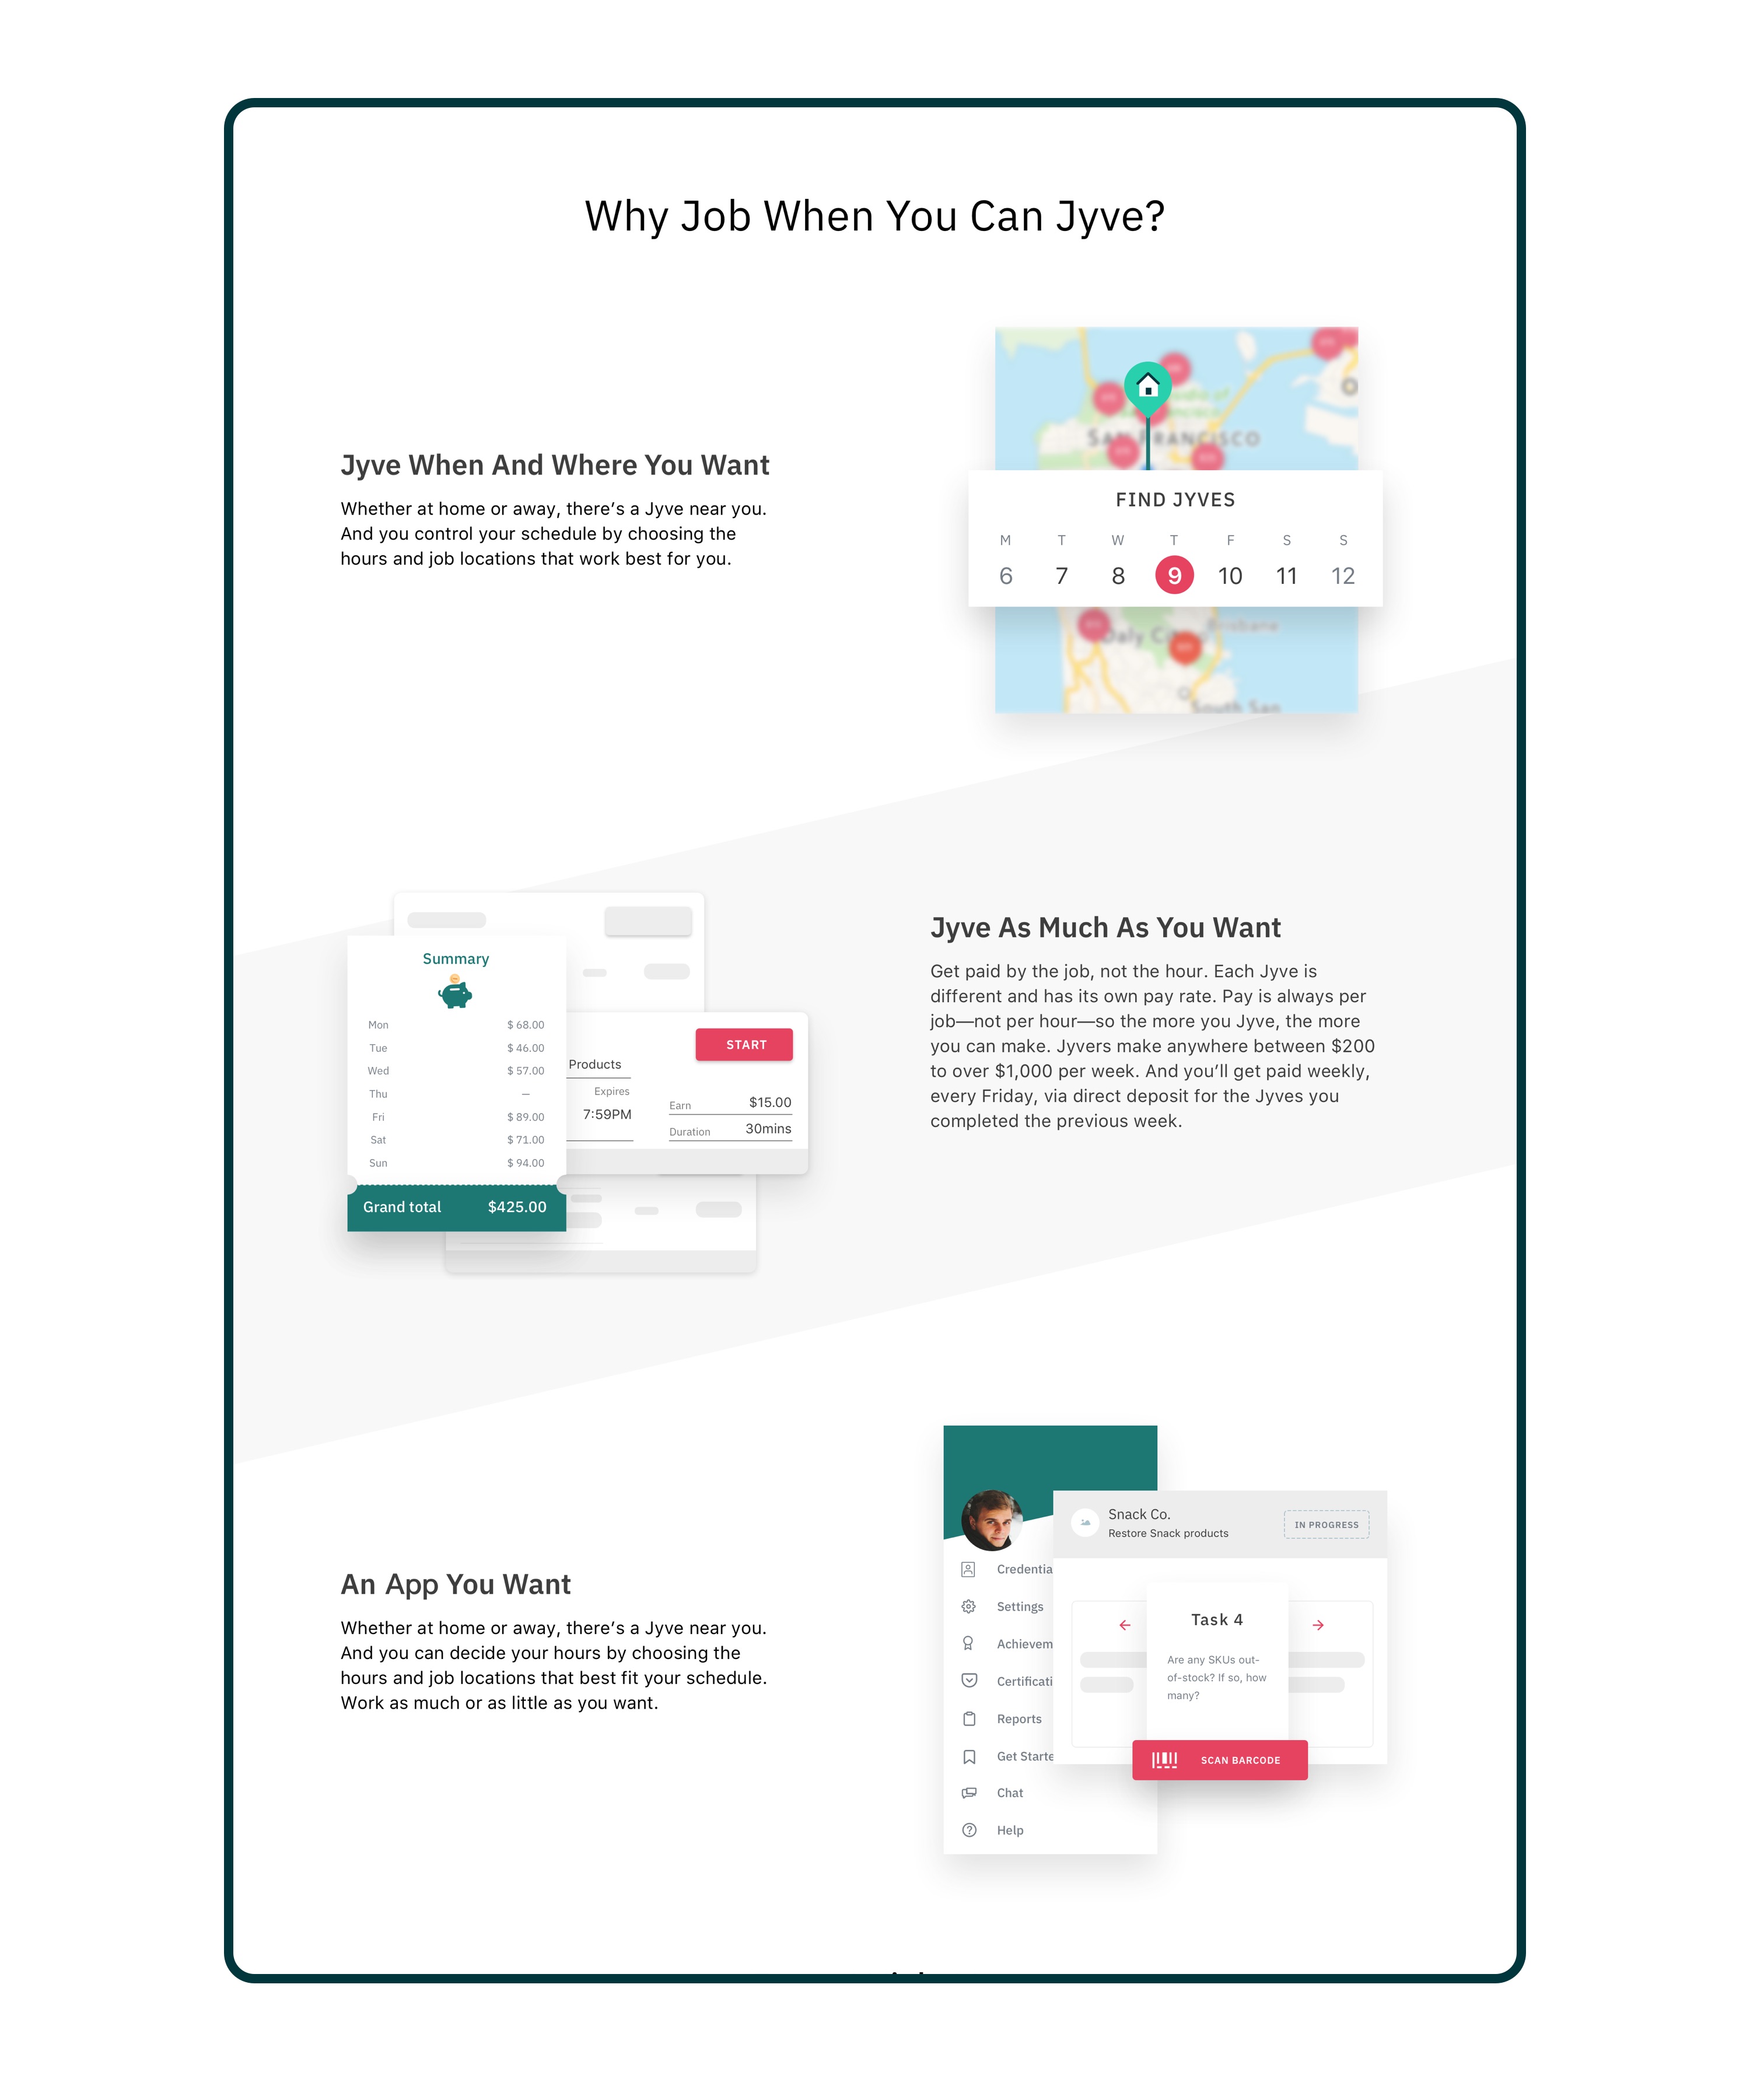 Why Job When You Can Jyve?
Jyve When And Where You Want
Whether at home or away, there’s a Jyve near you.
And you control your schedule by choosing the
hours and job locations that work best for you.
SAN FRANCISCO
FIND JYVES
M T W T F S S
6 7 8 9 10 11 12
Daly
Brisbane
South San
Summary
Mon $ 68.00
Tue $ 46.00
Wed $ 57.00
Thu —
Fri $ 89.00
Sat $ 71.00
Sun $ 94.00
Grand total $425.00
START
Products
Expires
7:59PM
Earn $15.00
Duration 30mins
Jyve As Much As You Want
Get paid by the job, not the hour. Each Jyve is
different and has its own pay rate. Pay is always per
job—not per hour—so the more you Jyve, the more
you can make. Jyvers make anywhere between $200
to over $1,000 per week. And you’ll get paid weekly,
every Friday, via direct deposit for the Jyves you
completed the previous week.
An App You Want
Whether at home or away, there’s a Jyve near you.
And you can decide your hours by choosing the
hours and job locations that best fit your schedule.
Work as much or as little as you want.
Credentia
Settings
Achievem
Certificati
Reports
Get Starte
Chat
Help
Snack Co.
Restore Snack products
IN PROGRESS
Task 4
Are any SKUs out-
of-stock? If so, how
many?
SCAN BARCODE